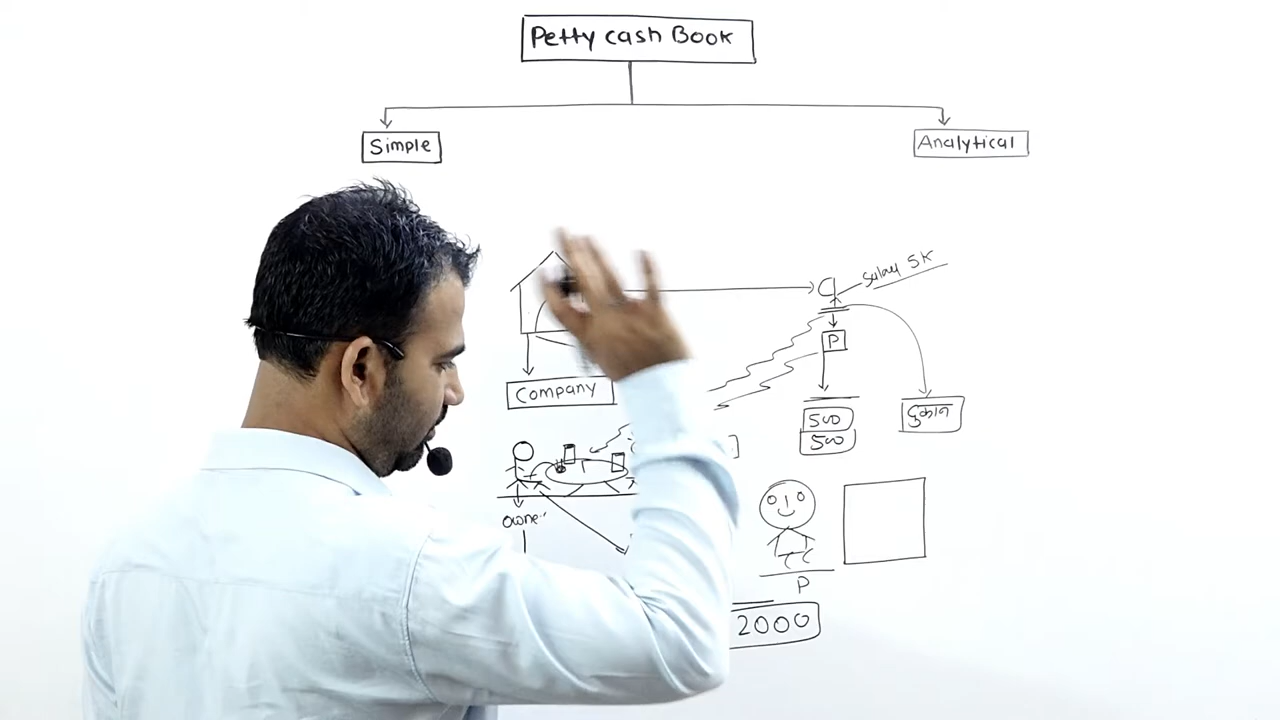 Petty cash Book
Simple
Analytical
Salary 5K
P
Company
500
500
दुकान
]
owner
P
2000